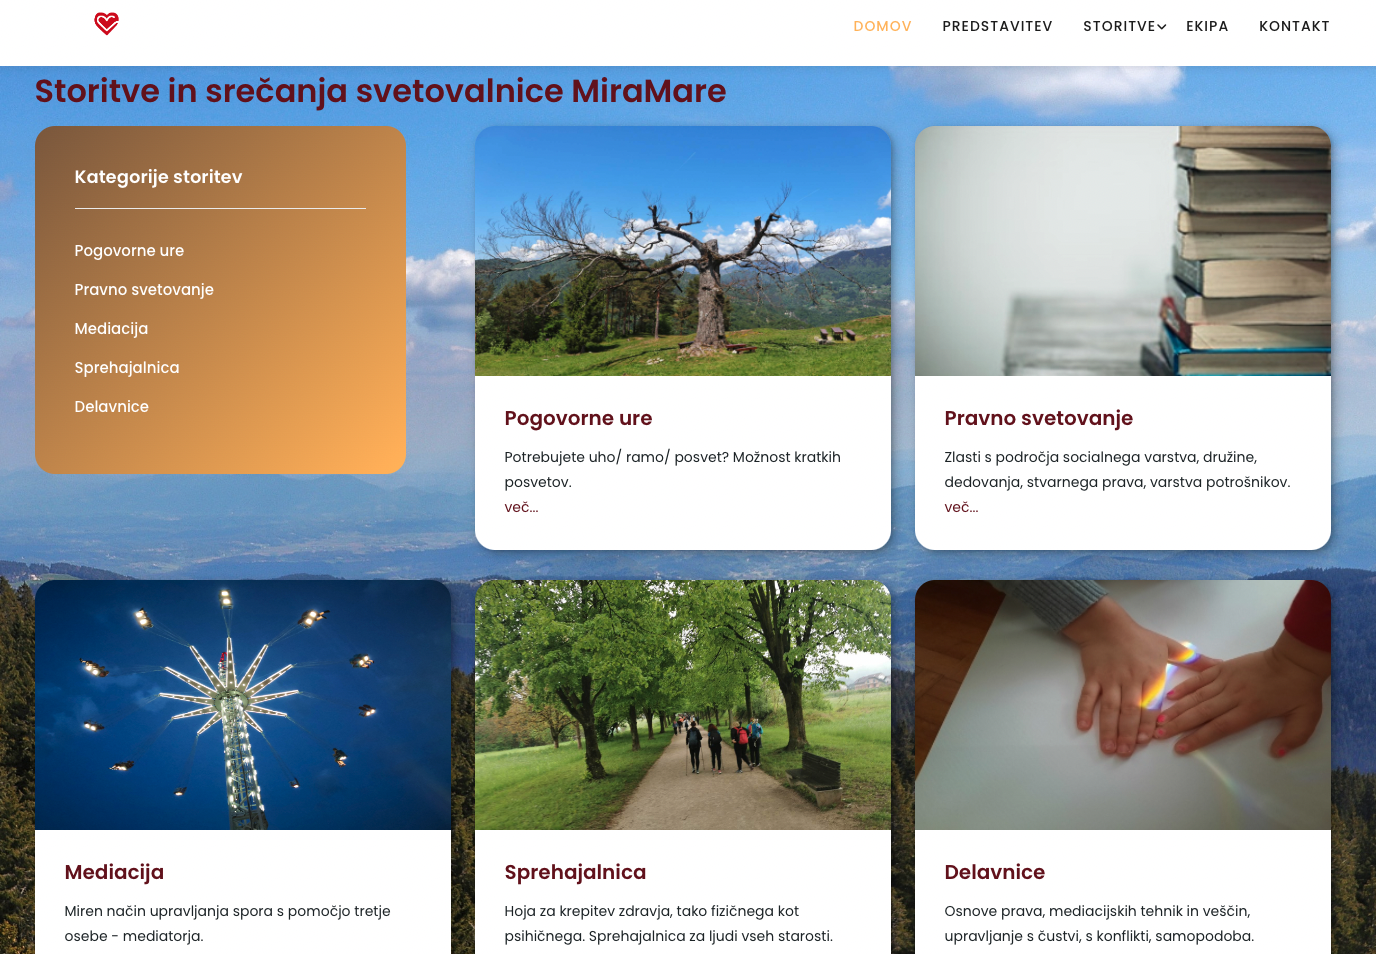 DOMOV
PREDSTAVITEV
STORITVE
EKIPA
KONTAKT
Storitve in srečanja svetovalnice MiraMare
Kategorije storitev
Pogovorne ure
Pravno svetovanje
Mediacija
Sprehajalnica
Delavnice
Pogovorne ure
Potrebujete uho/ ramo/ posvet? Možnost kratkih
posvetov.
več...
Pravno svetovanje
Zlasti s področja socialnega varstva, družine,
dedovanja, stvarnega prava, varstva potrošnikov.
več...
Mediacija
Miren način upravljanja spora s pomočjo tretje
osebe - mediatorja.
Sprehajalnica
Hoja za krepitev zdravja, tako fizičnega kot
psihičnega. Sprehajalnica za ljudi vseh starosti.
Delavnice
Osnove prava, mediacijskih tehnik in veščin,
upravljanje s čustvi, s konflikti, samopodoba.